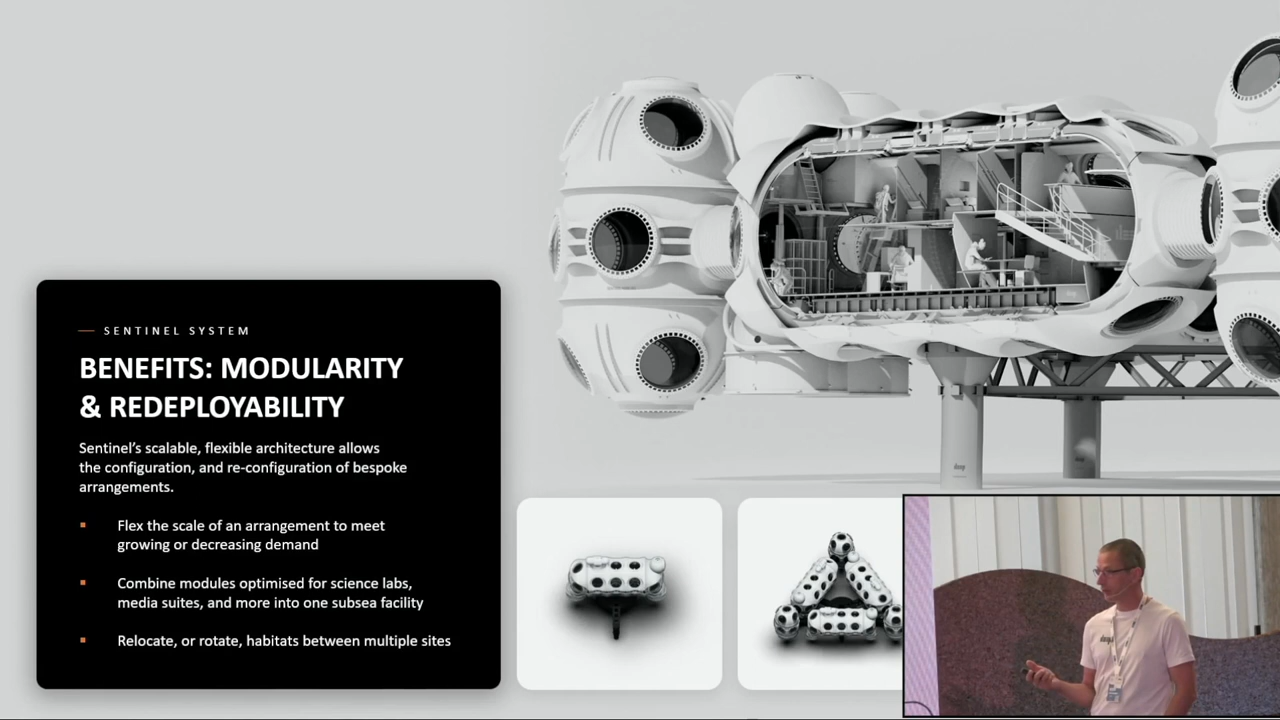 SENTINEL SYSTEM
BENEFITS: MODULARITY
& REDEPLOYABILITY
Sentinel's scalable, flexible architecture allows
the configuration, and re-configuration of bespoke
arrangements.
Flex the scale of an arrangement to meet
growing or decreasing demand
Combine modules optimised for science labs,
media suites, and more into one subsea facility
Relocate, or rotate, habitats between multiple sites